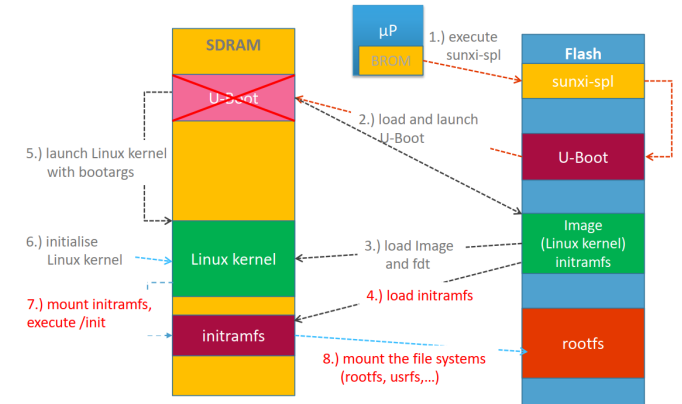 µP
BROM
1.) execute
sunxi-spl
SDRAM
U-Boot
Flash
sunxi-spl
2.) load and launch
U-Boot
U-Boot
5.) launch Linux kernel
with bootargs
Image
(Linux kernel)
initramfs
6.) initialise
Linux kernel
Linux kernel
3.) load Image
and fdt
7.) mount initramfs,
execute /init
4.) load initramfs
initramfs
rootfs
8.) mount the file systems
(rootfs, usrfs,...)